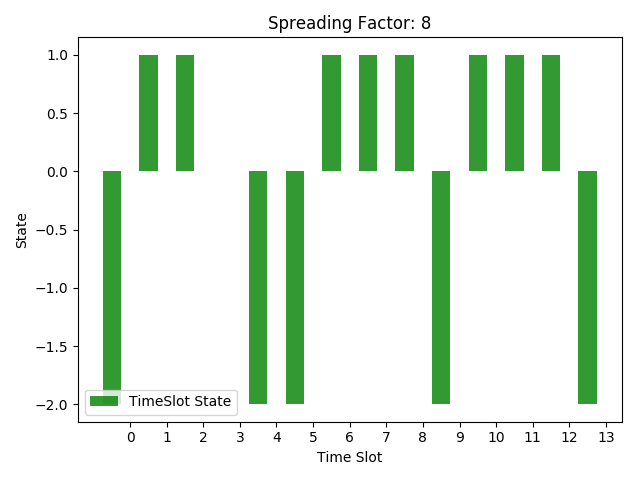 Spreading Factor: 8
1.0
0.5
0.0
−0.5
−1.0
−1.5
−2.0
State
TimeSlot State
0 1 2 3 4 5 6 7 8 9 10 11 12 13
Time Slot